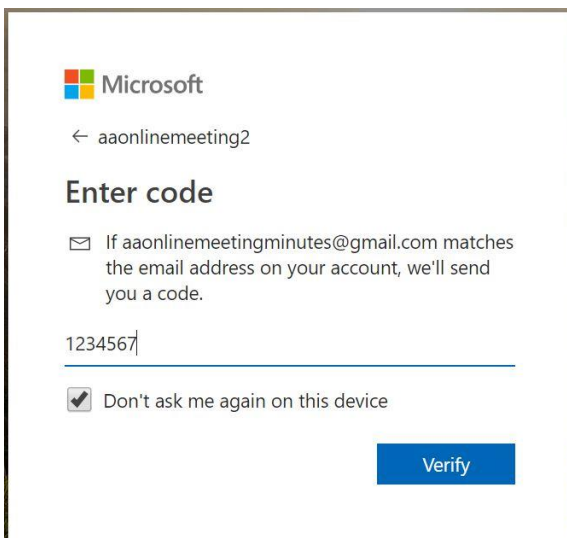 Microsoft
← aaonlinemeeting2
Enter code
If aaonlinemeetingminutes@gmail.com matches
the email address on your account, we'll send
you a code.
1234567
Don't ask me again on this device
Verify